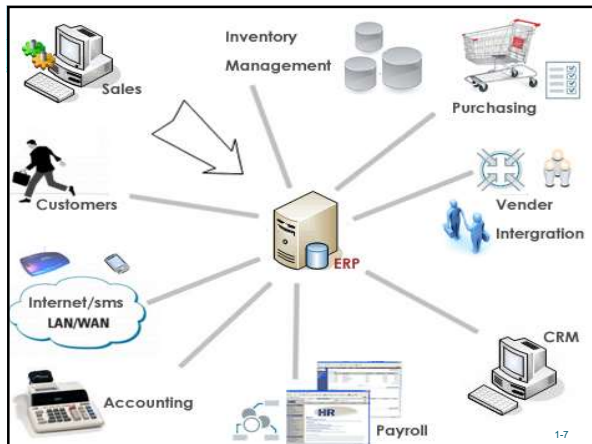 Inventory
Management
Sales
Purchasing
Customers
Vender
Intergration
ERP
Internet/sms
LAN/WAN
CRM
Accounting
HR
Payroll
1-7